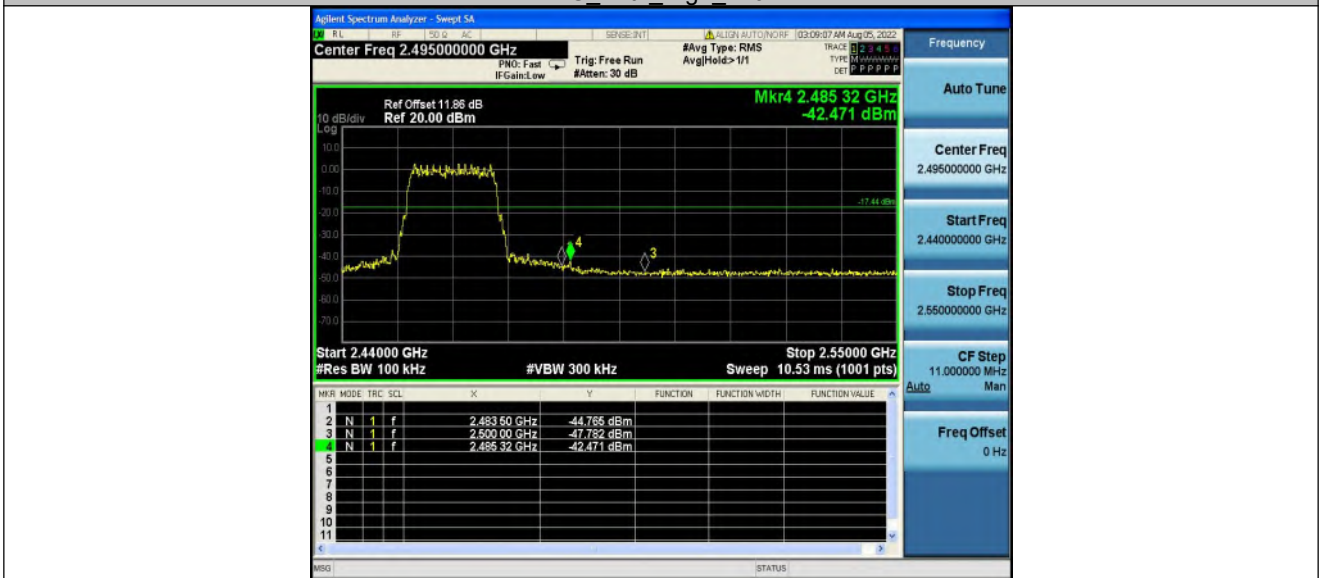 Agilent Spectrum Analyzer - Swept SA
RL RF 50 Ω AC SENSE:INT ALIGN AUTO/NORF 03:09:07 AM Aug 05, 2022
Center Freq 2.495000000 GHz
PNO: Fast
IFGain:Low
Trig: Free Run
#Atten: 30 dB
#Avg Type: RMS
Avg|Hold:>1/1
TRACE 1 2 3 4 5 6
TYPE M
DET P P P P P P
Mkr4 2.485 32 GHz
-42.471 dBm
Ref Offset 11.86 dB
10 dB/div Ref 20.00 dBm
Log
10.0
0.00
-10.0
-17.44 dBm
-20.0
-30.0
4
3
-40.0
-50.0
-60.0
-70.0
Start 2.44000 GHz Stop 2.55000 GHz
#Res BW 100 kHz #VBW 300 kHz Sweep 10.53 ms (1001 pts)
MKR MODE TRC SCL X Y FUNCTION FUNCTION WIDTH FUNCTION VALUE
1
2 N 1 f 2.483 50 GHz -44.765 dBm
3 N 1 f 2.500 00 GHz -47.782 dBm
4 N 1 f 2.485 32 GHz -42.471 dBm
5
6
7
8
9
10
11
MSG STATUS
Frequency
Auto Tune
Center Freq
2.495000000 GHz
Start Freq
2.440000000 GHz
Stop Freq
2.550000000 GHz
CF Step
11.000000 MHz
Auto Man
Freq Offset
0 Hz